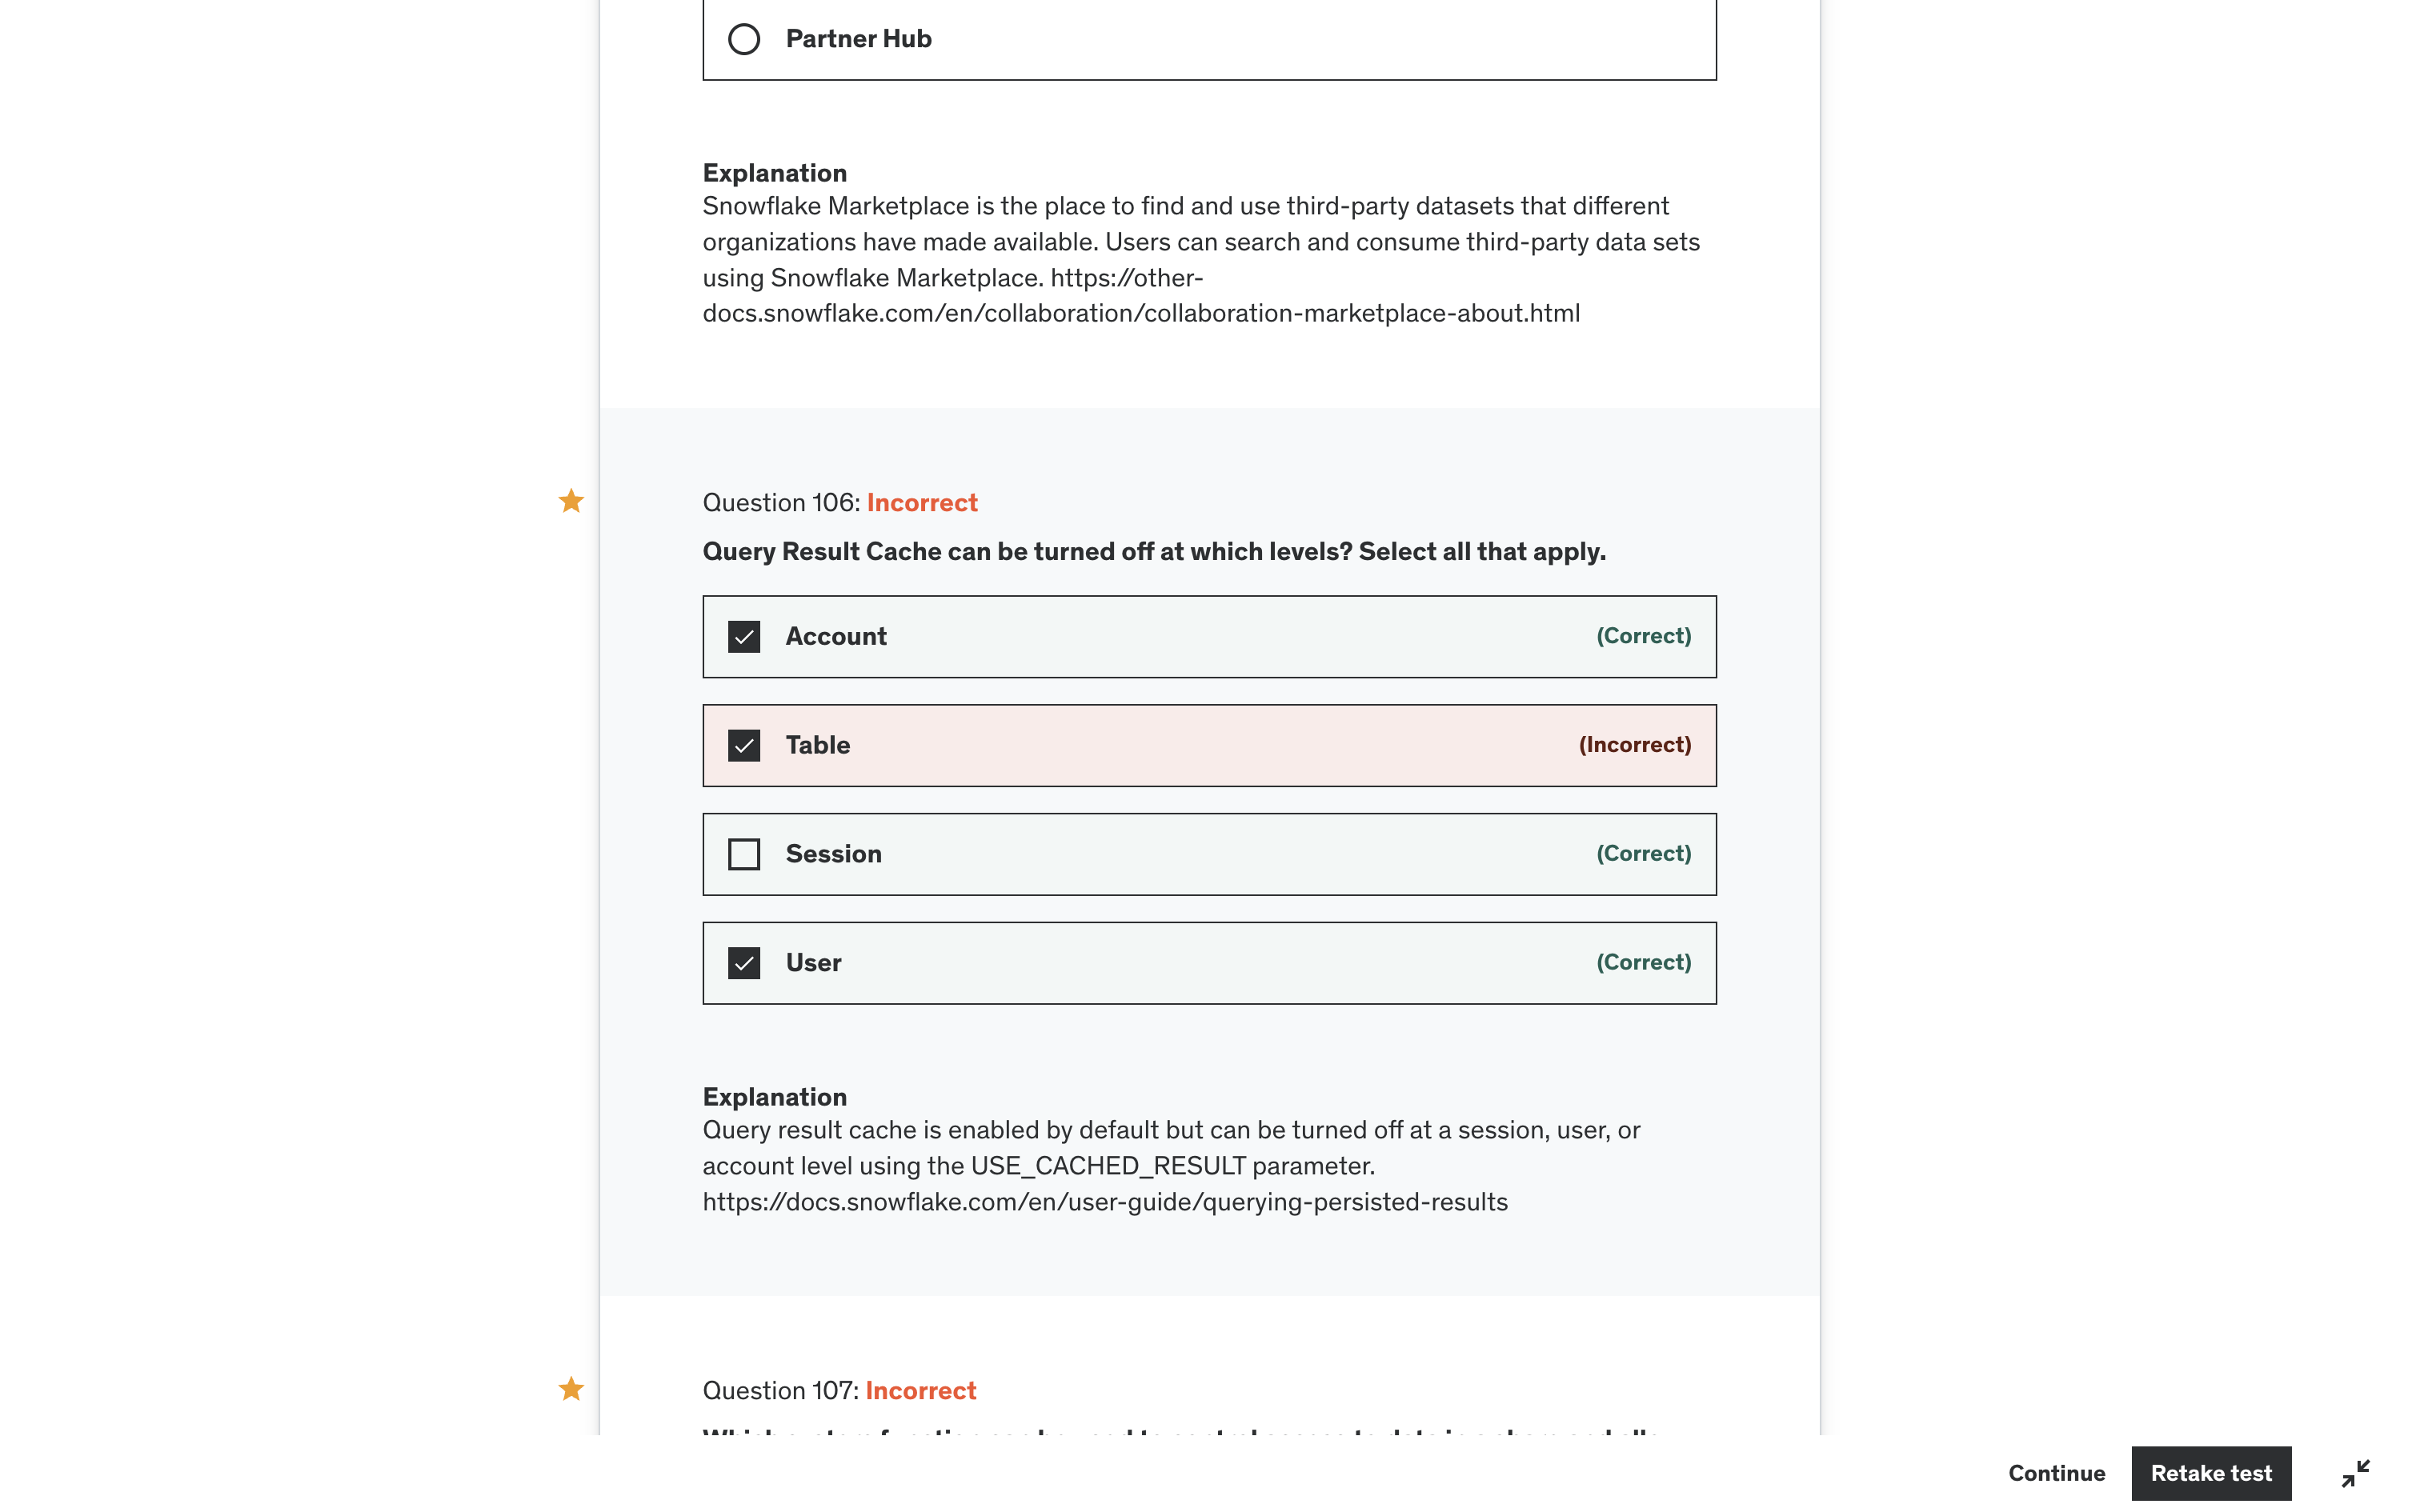 Partner Hub
Explanation
Snowflake Marketplace is the place to find and use third-party datasets that different
organizations have made available. Users can search and consume third-party data sets
using Snowflake Marketplace. https://other-
docs.snowflake.com/en/collaboration/collaboration-marketplace-about.html
Question 106: Incorrect
Query Result Cache can be turned off at which levels? Select all that apply.
Account (Correct)
Table (Incorrect)
Session (Correct)
User (Correct)
Explanation
Query result cache is enabled by default but can be turned off at a session, user, or
account level using the USE_CACHED_RESULT parameter.
https://docs.snowflake.com/en/user-guide/querying-persisted-results
Question 107: Incorrect
Continue Retake test